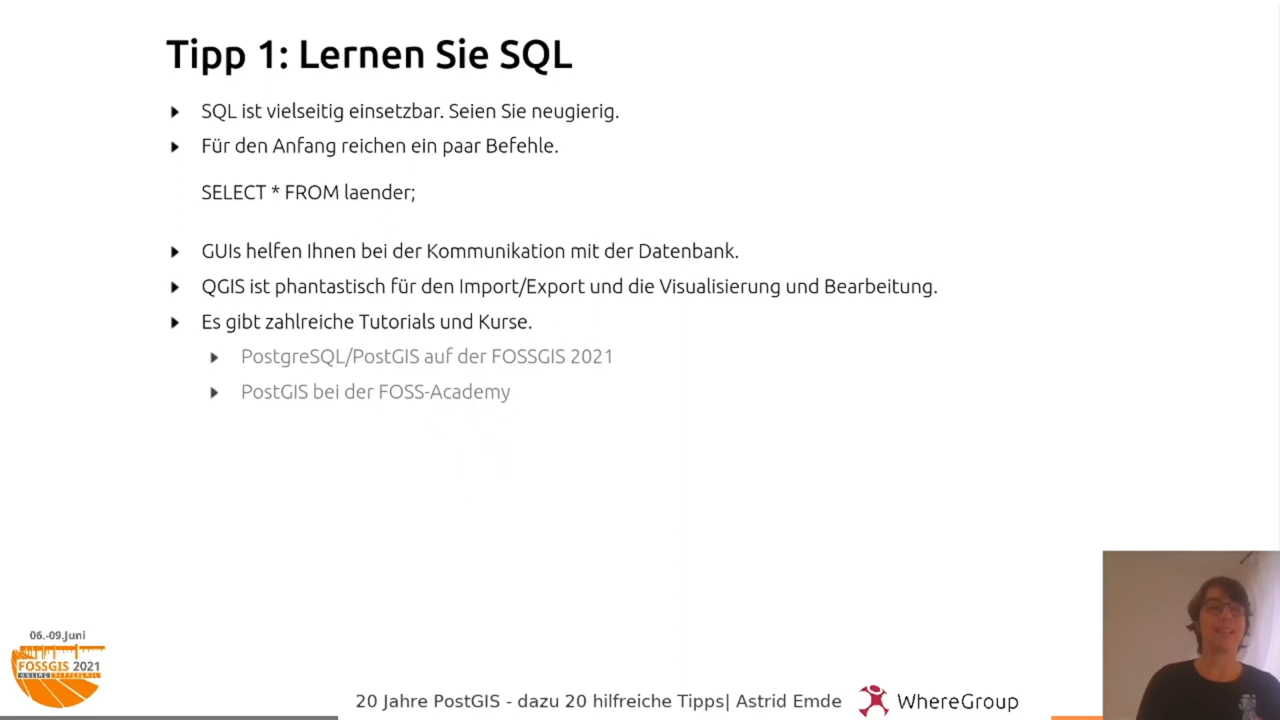 Tipp 1: Lernen Sie SQL
SQL ist vielseitig einsetzbar. Seien Sie neugierig.
Für den Anfang reichen ein paar Befehle.
SELECT * FROM laender;
GUIs helfen Ihnen bei der Kommunikation mit der Datenbank.
QGIS ist phantastisch für den Import/Export und die Visualisierung und Bearbeitung.
Es gibt zahlreiche Tutorials und Kurse.
PostgreSQL/PostGIS auf der FOSSGIS 2021
PostGIS bei der FOSS-Academy
06.-09.Juni
FOSSGIS 2021
20 Jahre PostGIS - dazu 20 hilfreiche Tipps| Astrid Emde
WhereGroup